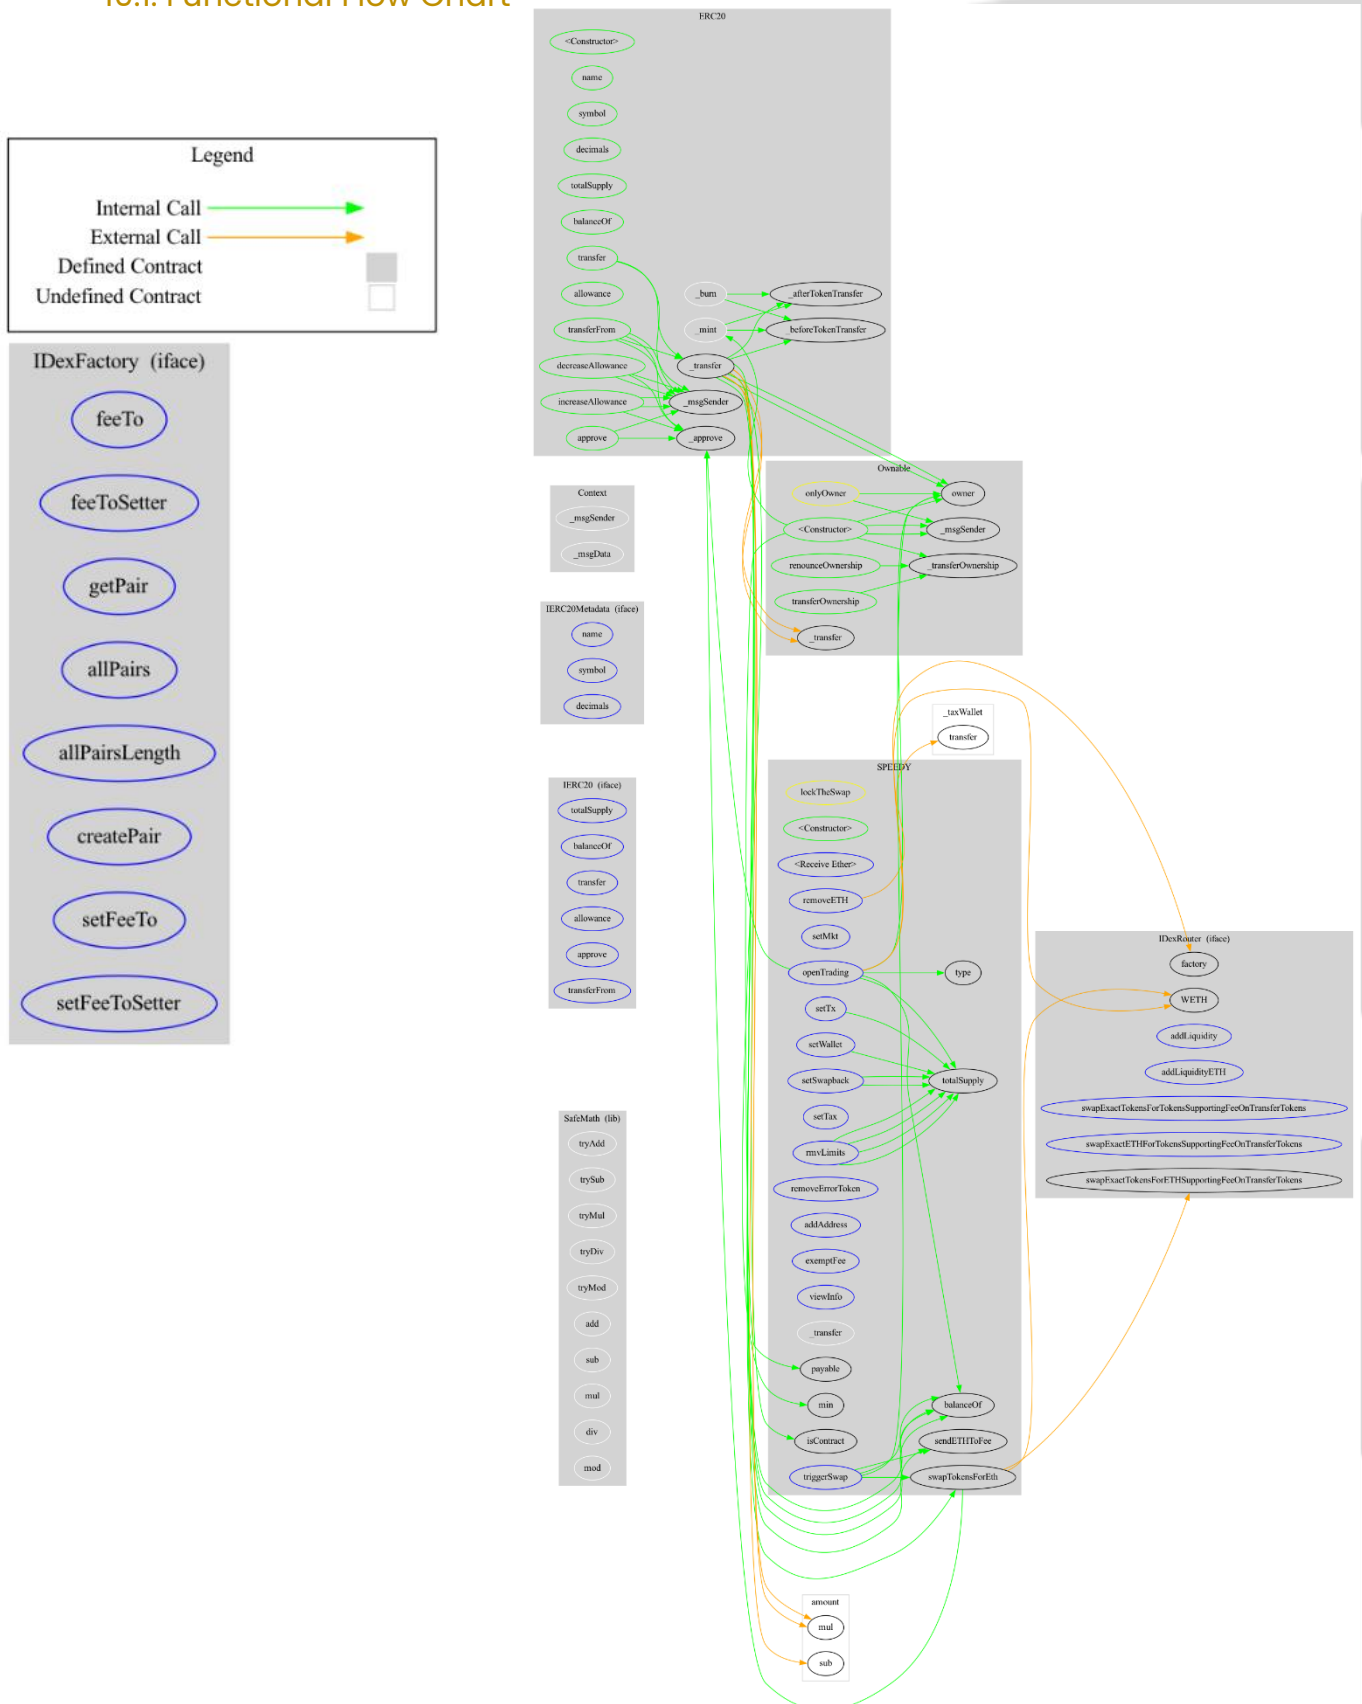 10.1. Functional Flow Chart
Legend
Internal Call
External Call
Defined Contract
Undefined Contract
IDexFactory (iface)
feeTo
feeToSetter
getPair
allPairs
allPairsLength
createPair
setFeeTo
setFeeToSetter
ERC20
<Constructor>
name
symbol
decimals
totalSupply
balanceOf
transfer
allowance
_burn
_afterTokenTransfer
transferFrom
_mint
_beforeTokenTransfer
decreaseAllowance
_transfer
increaseAllowance
_msgSender
approve
_approve
Ownable
onlyOwner
owner
<Constructor>
_msgSender
renounceOwnership
_transferOwnership
transferOwnership
_transfer
Context
_msgSender
_msgData
IERC20Metadata (iface)
name
symbol
decimals
_taxWallet
transfer
IERC20 (iface)
totalSupply
balanceOf
transfer
allowance
approve
transferFrom
SPEEDY
lockTheSwap
<Constructor>
<Receive Ether>
removeETH
setMkt
openTrading
type
setTx
setWallet
setSwapback
totalSupply
setTax
rmvLimits
removeErrorToken
addAddress
exemptFee
viewInfo
_transfer
payable
min
balanceOf
isContract
sendETHToFee
triggerSwap
swapTokensForEth
IDexRouter (iface)
factory
WETH
addLiquidity
addLiquidityETH
swapExactTokensForTokensSupportingFeeOnTransferTokens
swapExactETHForTokensSupportingFeeOnTransferTokens
swapExactTokensForETHSupportingFeeOnTransferTokens
SafeMath (lib)
tryAdd
trySub
tryMul
tryDiv
tryMod
add
sub
mul
div
mod
amount
mul
sub